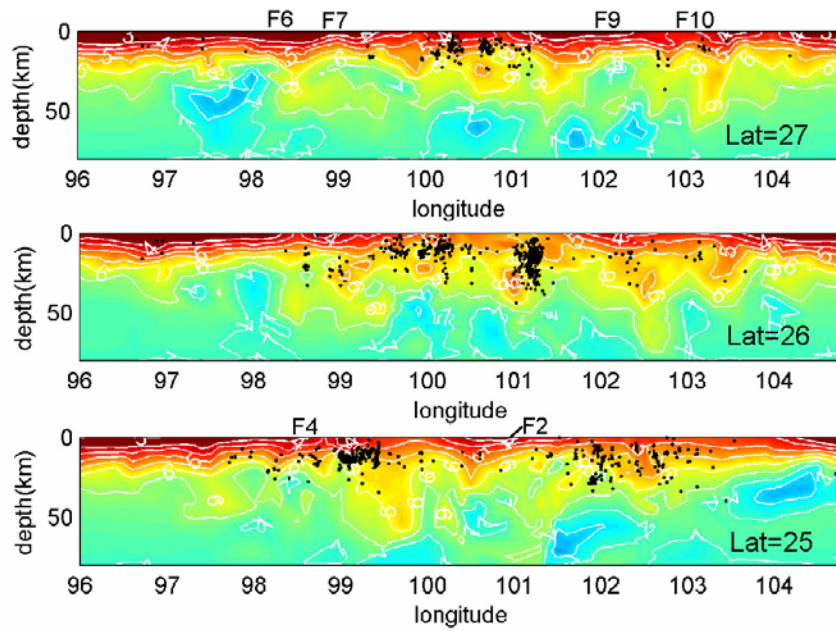 F6 F7 F9 F10
0
50
depth(km)
Lat=27
96 97 98 99 100 101 102 103 104
longitude
0
50
depth(km)
Lat=26
96 97 98 99 100 101 102 103 104
longitude
F4 F2
0
50
depth(km)
Lat=25
96 97 98 99 100 101 102 103 104
longitude